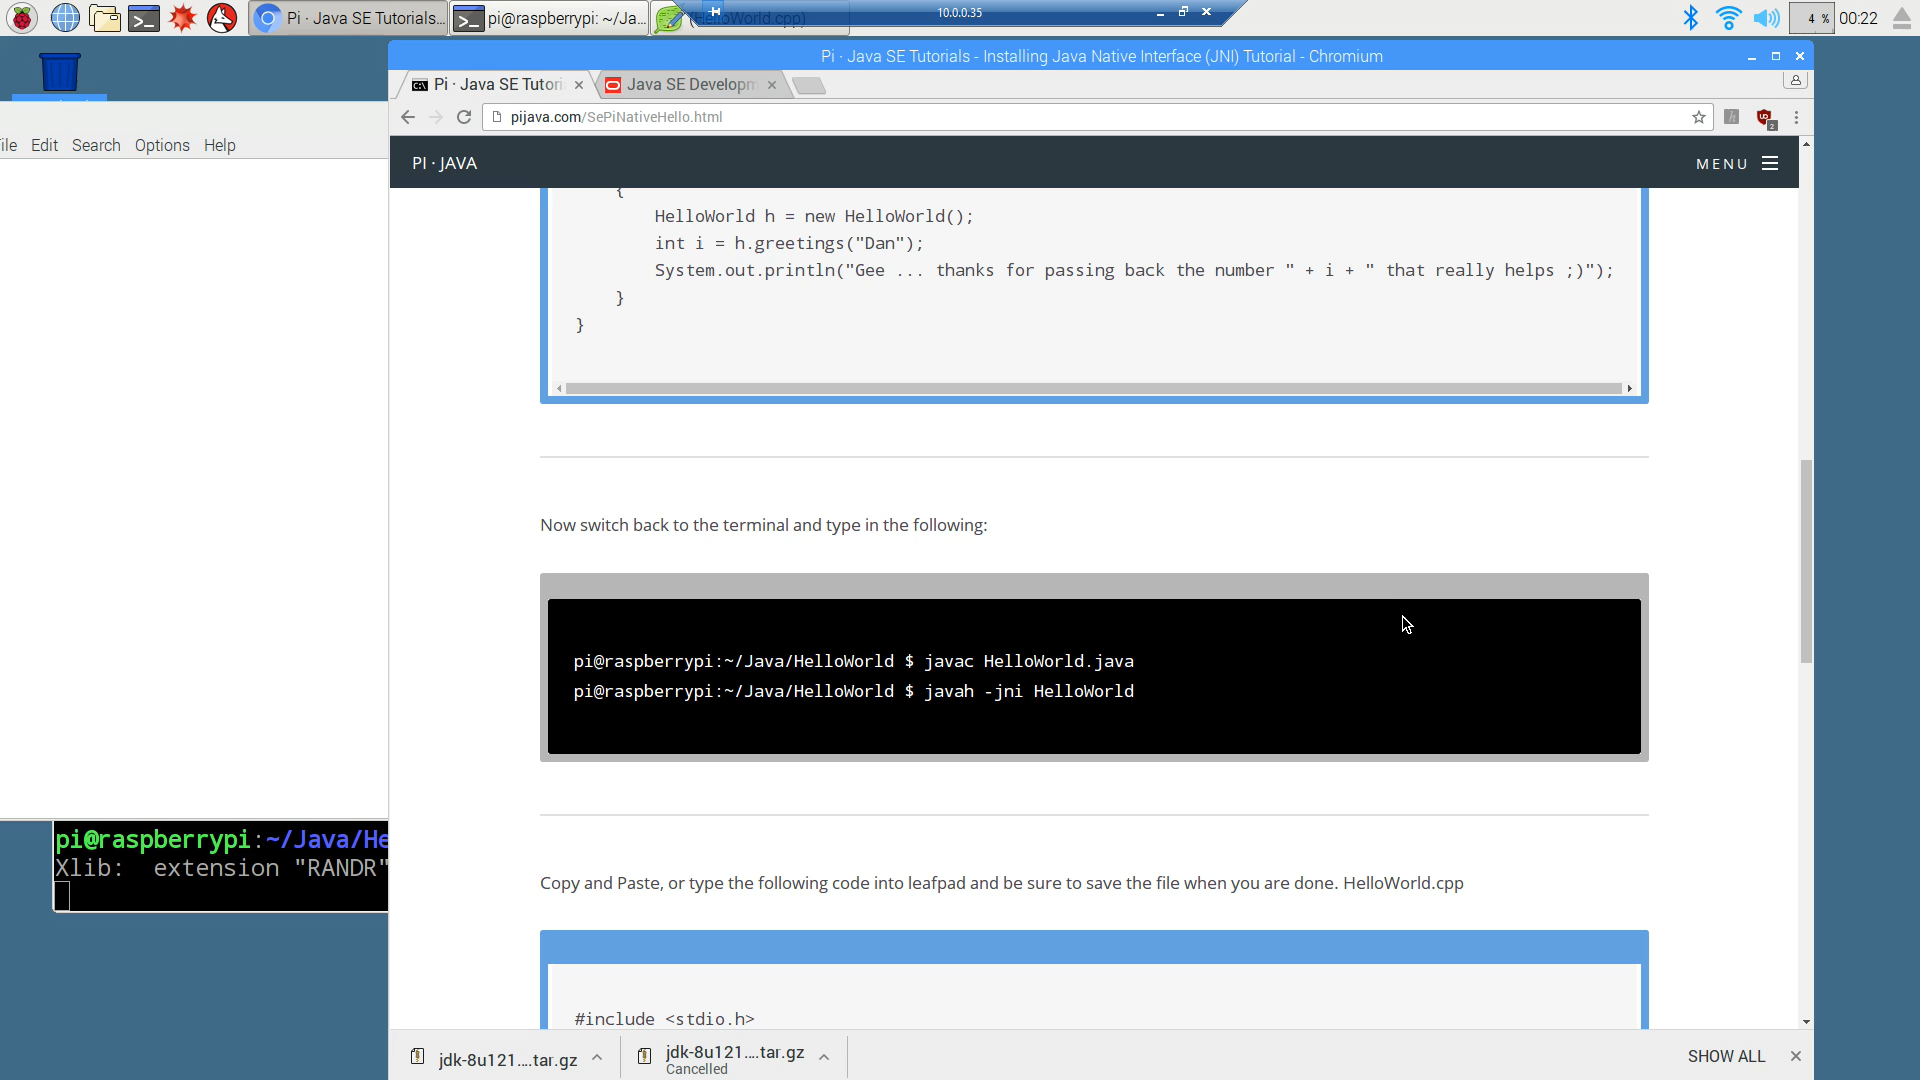 Pi · Java SE Tutorials...
pi@raspberrypi: ~/Ja...
(HelloWorld.cpp)
10.0.0.35
4 %
00:22
Pi · Java SE Tutorials - Installing Java Native Interface (JNI) Tutorial - Chromium
Pi · Java SE Tutori
Java SE Developm
pijava.com/SePiNativeHello.html
2
ile Edit Search Options Help
PI · JAVA
MENU
{
HelloWorld h = new HelloWorld();
int i = h.greetings("Dan");
System.out.println("Gee ... thanks for passing back the number " + i + " that really helps ;)");
}
}
Now switch back to the terminal and type in the following:
pi@raspberrypi:~/Java/HelloWorld $ javac HelloWorld.java
pi@raspberrypi:~/Java/HelloWorld $ javah -jni HelloWorld
pi@raspberrypi:~/Java/He
Xlib:  extension "RANDR"
Copy and Paste, or type the following code into leafpad and be sure to save the file when you are done. HelloWorld.cpp
#include <stdio.h>
jdk-8u121....tar.gz
jdk-8u121....tar.gz
Cancelled
SHOW ALL